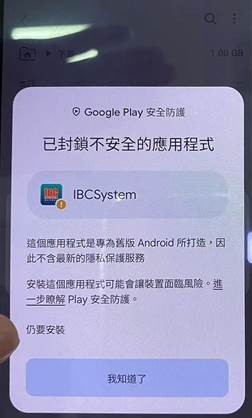 下載
1.00 GB
Google Play 安全防護
已封鎖不安全的應用程式
IBCSystem
這個應用程式是專為舊版 Android 所打造，因
此不含最新的隱私保護服務
安裝這個應用程式可能會讓裝置面臨風險。進
一步瞭解 Play 安全防護。
仍要安裝
我知道了